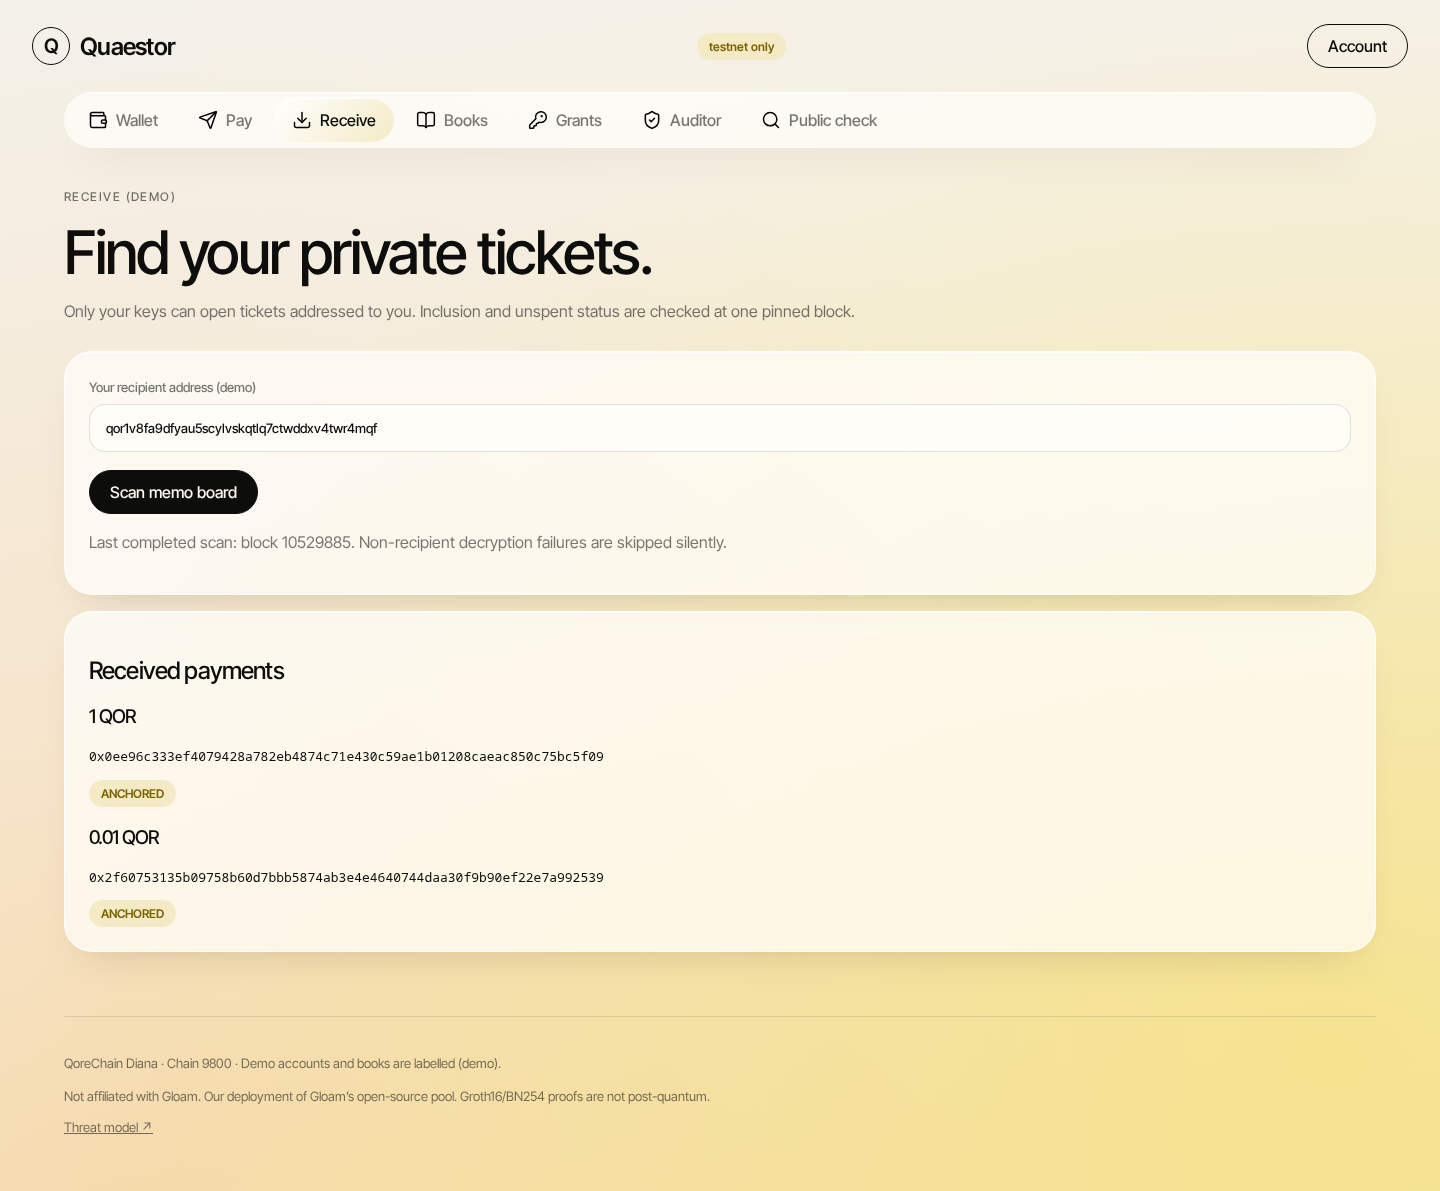 Q Quaestor
testnet only
Account
Wallet
Pay
Receive
Books
Grants
Auditor
Public check
RECEIVE (DEMO)
Find your private tickets.
Only your keys can open tickets addressed to you. Inclusion and unspent status are checked at one pinned block.
Your recipient address (demo)
qor1v8fa9dfyau5scylvskqtlq7ctwddxv4twr4mqf
Scan memo board
Last completed scan: block 10529885. Non-recipient decryption failures are skipped silently.
Received payments
1 QOR
0x0ee96c333ef4079428a782eb4874c71e430c59ae1b01208caeac850c75bc5f09
ANCHORED
0.01 QOR
0x2f60753135b09758b60d7bbb5874ab3e4e4640744daa30f9b90ef22e7a992539
ANCHORED
QoreChain Diana · Chain 9800 · Demo accounts and books are labelled (demo).
Not affiliated with Gloam. Our deployment of Gloam’s open-source pool. Groth16/BN254 proofs are not post-quantum.
Threat model ↗